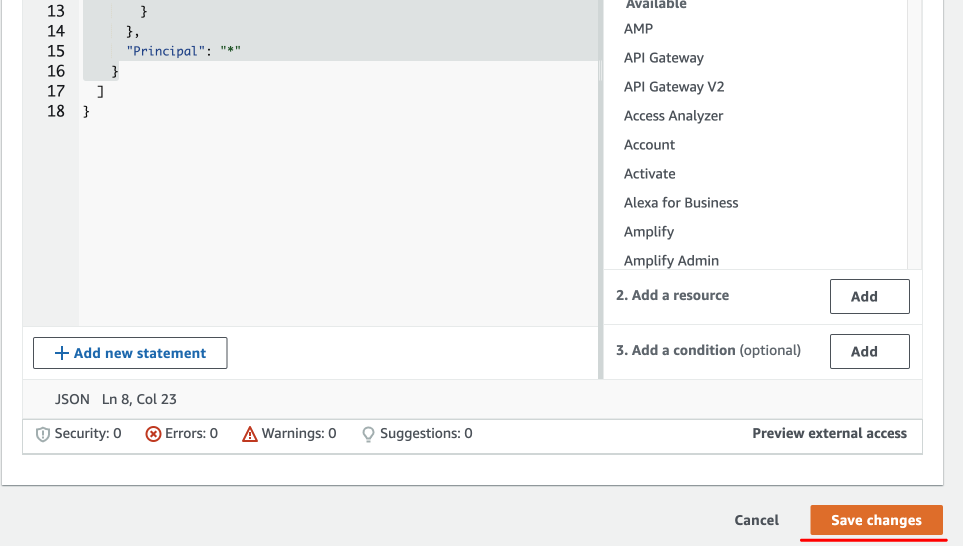 13 }
14 },
15 "Principal": "*"
16 }
17 ]
18 }
Add new statement
Available
AMP
API Gateway
API Gateway V2
Access Analyzer
Account
Activate
Alexa for Business
Amplify
Amplify Admin
2. Add a resource Add
3. Add a condition (optional) Add
JSON Ln 8, Col 23
Security: 0 Errors: 0 Warnings: 0 Suggestions: 0 Preview external access
Cancel Save changes